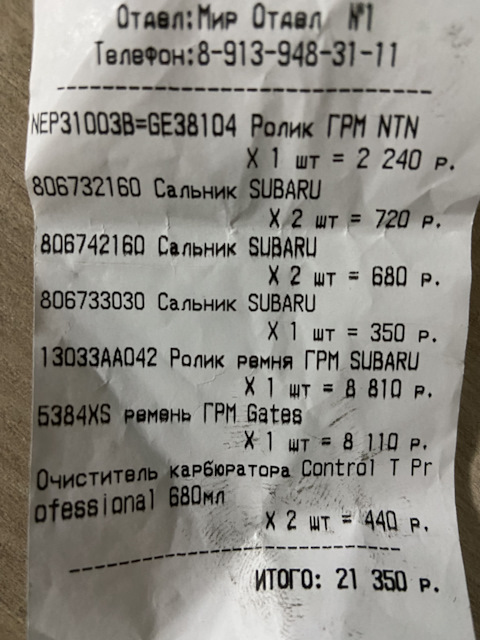 Отдел:Мир Отдел №1
Телефон:8-913-948-31-11
NEP31003B=GE38104 Ролик ГРМ NTN
X 1 шт = 2 240 р.
806732160 Сальник SUBARU
X 2 шт = 720 р.
806742160 Сальник SUBARU
X 2 шт = 680 р.
806733030 Сальник SUBARU
X 1 шт = 350 р.
13033AA042 Ролик ремня ГРМ SUBARU
X 1 шт = 8 810 р.
5384XS ремень ГРМ Gates
X 1 шт = 8 110 р.
Очиститель карбюратора Control T Pr
ofessional 680мл
X 2 шт = 440 р.
ИТОГО: 21 350 р.